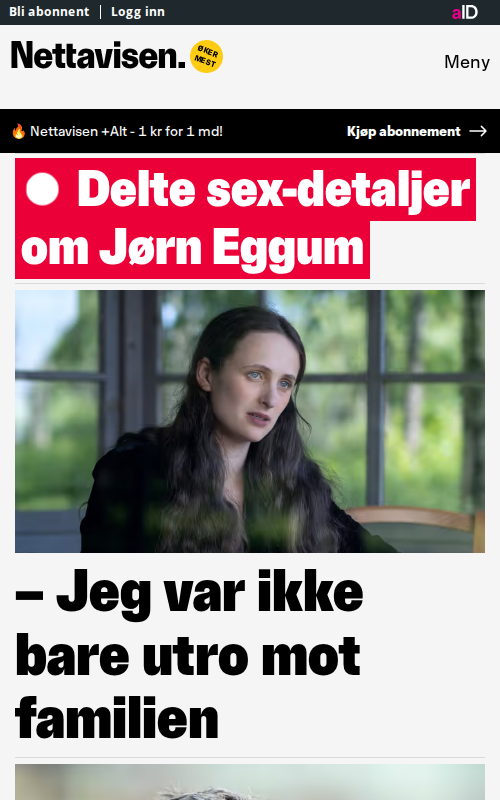 Bli abonnent | Logg inn
aID
Nettavisen.
ØKER
MEST
Meny
🔥 Nettavisen +Alt - 1 kr for 1 md!
Kjøp abonnement →
Delte sex-detaljer
om Jørn Eggum
– Jeg var ikke
bare utro mot
familien